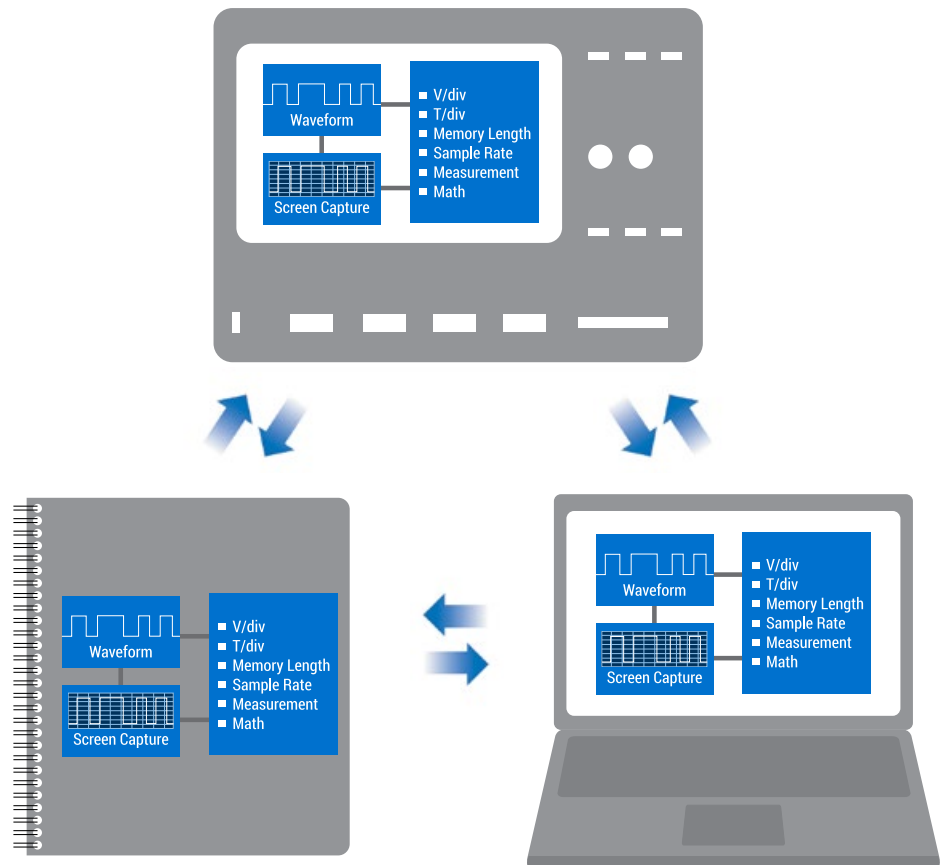 Waveform
Screen Capture
V/div
T/div
Memory Length
Sample Rate
Measurement
Math
Waveform
Screen Capture
V/div
T/div
Memory Length
Sample Rate
Measurement
Math
Waveform
Screen Capture
V/div
T/div
Memory Length
Sample Rate
Measurement
Math